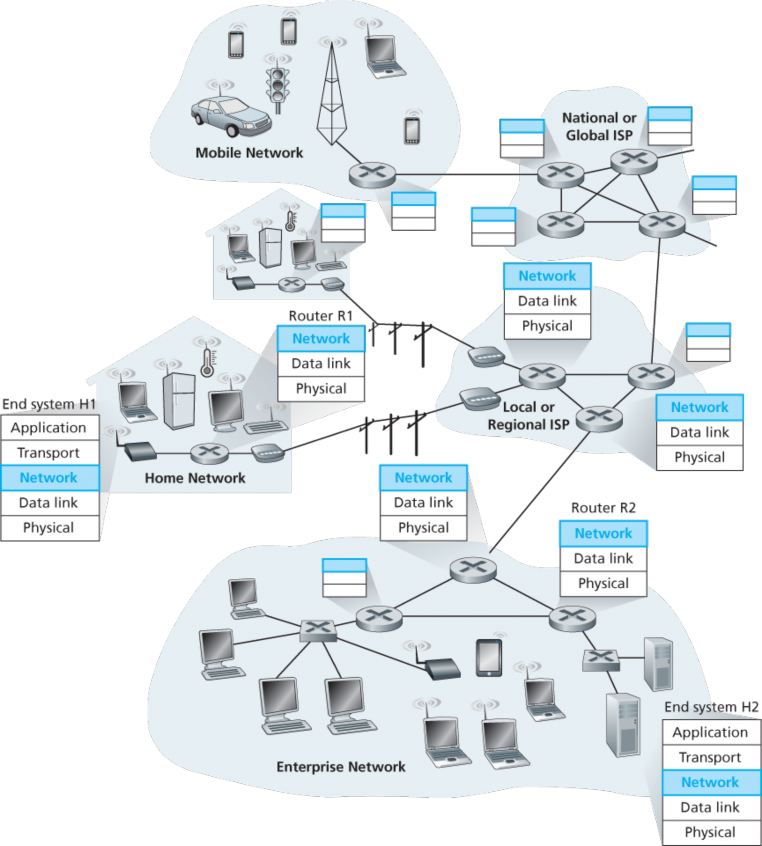 National or
Global ISP
Mobile Network
Network
Data link
Physical
Router R1
Network
Data link
Physical
End system H1
Application
Transport
Network
Data link
Physical
Home Network
Local or
Regional ISP
Network
Data link
Physical
Network
Data link
Physical
Router R2
Network
Data link
Physical
Enterprise Network
End system H2
Application
Transport
Network
Data link
Physical